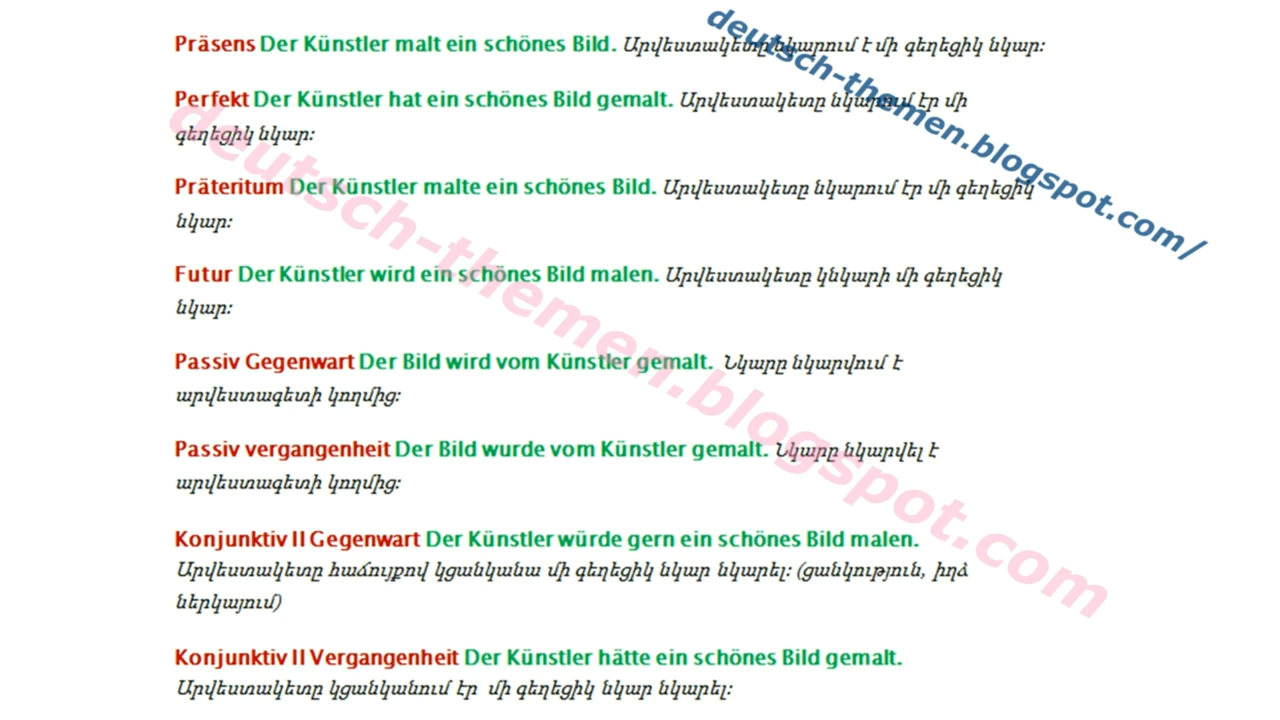 Präsens Der Künstler malt ein schönes Bild. Արվեստակետը նկարում է մի գեղեցիկ նկար:
Perfekt Der Künstler hat ein schönes Bild gemalt. Արվեստակետը նկարում էր մի
գեղեցիկ նկար:
Präteritum Der Künstler malte ein schönes Bild. Արվեստակետը նկարում էր մի գեղեցիկ
նկար:
Futur Der Künstler wird ein schönes Bild malen. Արվեստակետը կնկարի մի գեղեցիկ
նկար:
Passiv Gegenwart Der Bild wird vom Künstler gemalt. Նկարը նկարվում է
արվեստագետի կողմից:
Passiv vergangenheit Der Bild wurde vom Künstler gemalt. Նկարը նկարվել է
արվեստագետի կողմից:
Konjunktiv II Gegenwart Der Künstler würde gern ein schönes Bild malen.
Արվեստակետը հաճույքով կցանկանա մի գեղեցիկ նկար նկարել: (ցանկություն, իղձ
ներկայում)
Konjunktiv II Vergangenheit Der Künstler hätte ein schönes Bild gemalt.
Արվեստակետը կցանկանում էր մի գեղեցիկ նկար նկարել:
deutsch-themen.blogspot.com/
deutsch-themen.blogspot.com